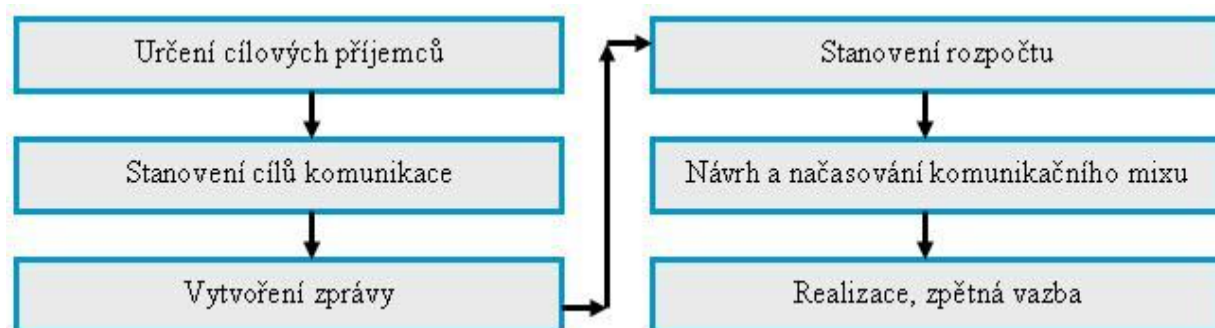 Určení cílových příjemců
Stanovení cílů komunikace
Vytvoření zprávy
Stanovení rozpočtu
Návrh a načasování komunikačního mixu
Realizace, zpětná vazba